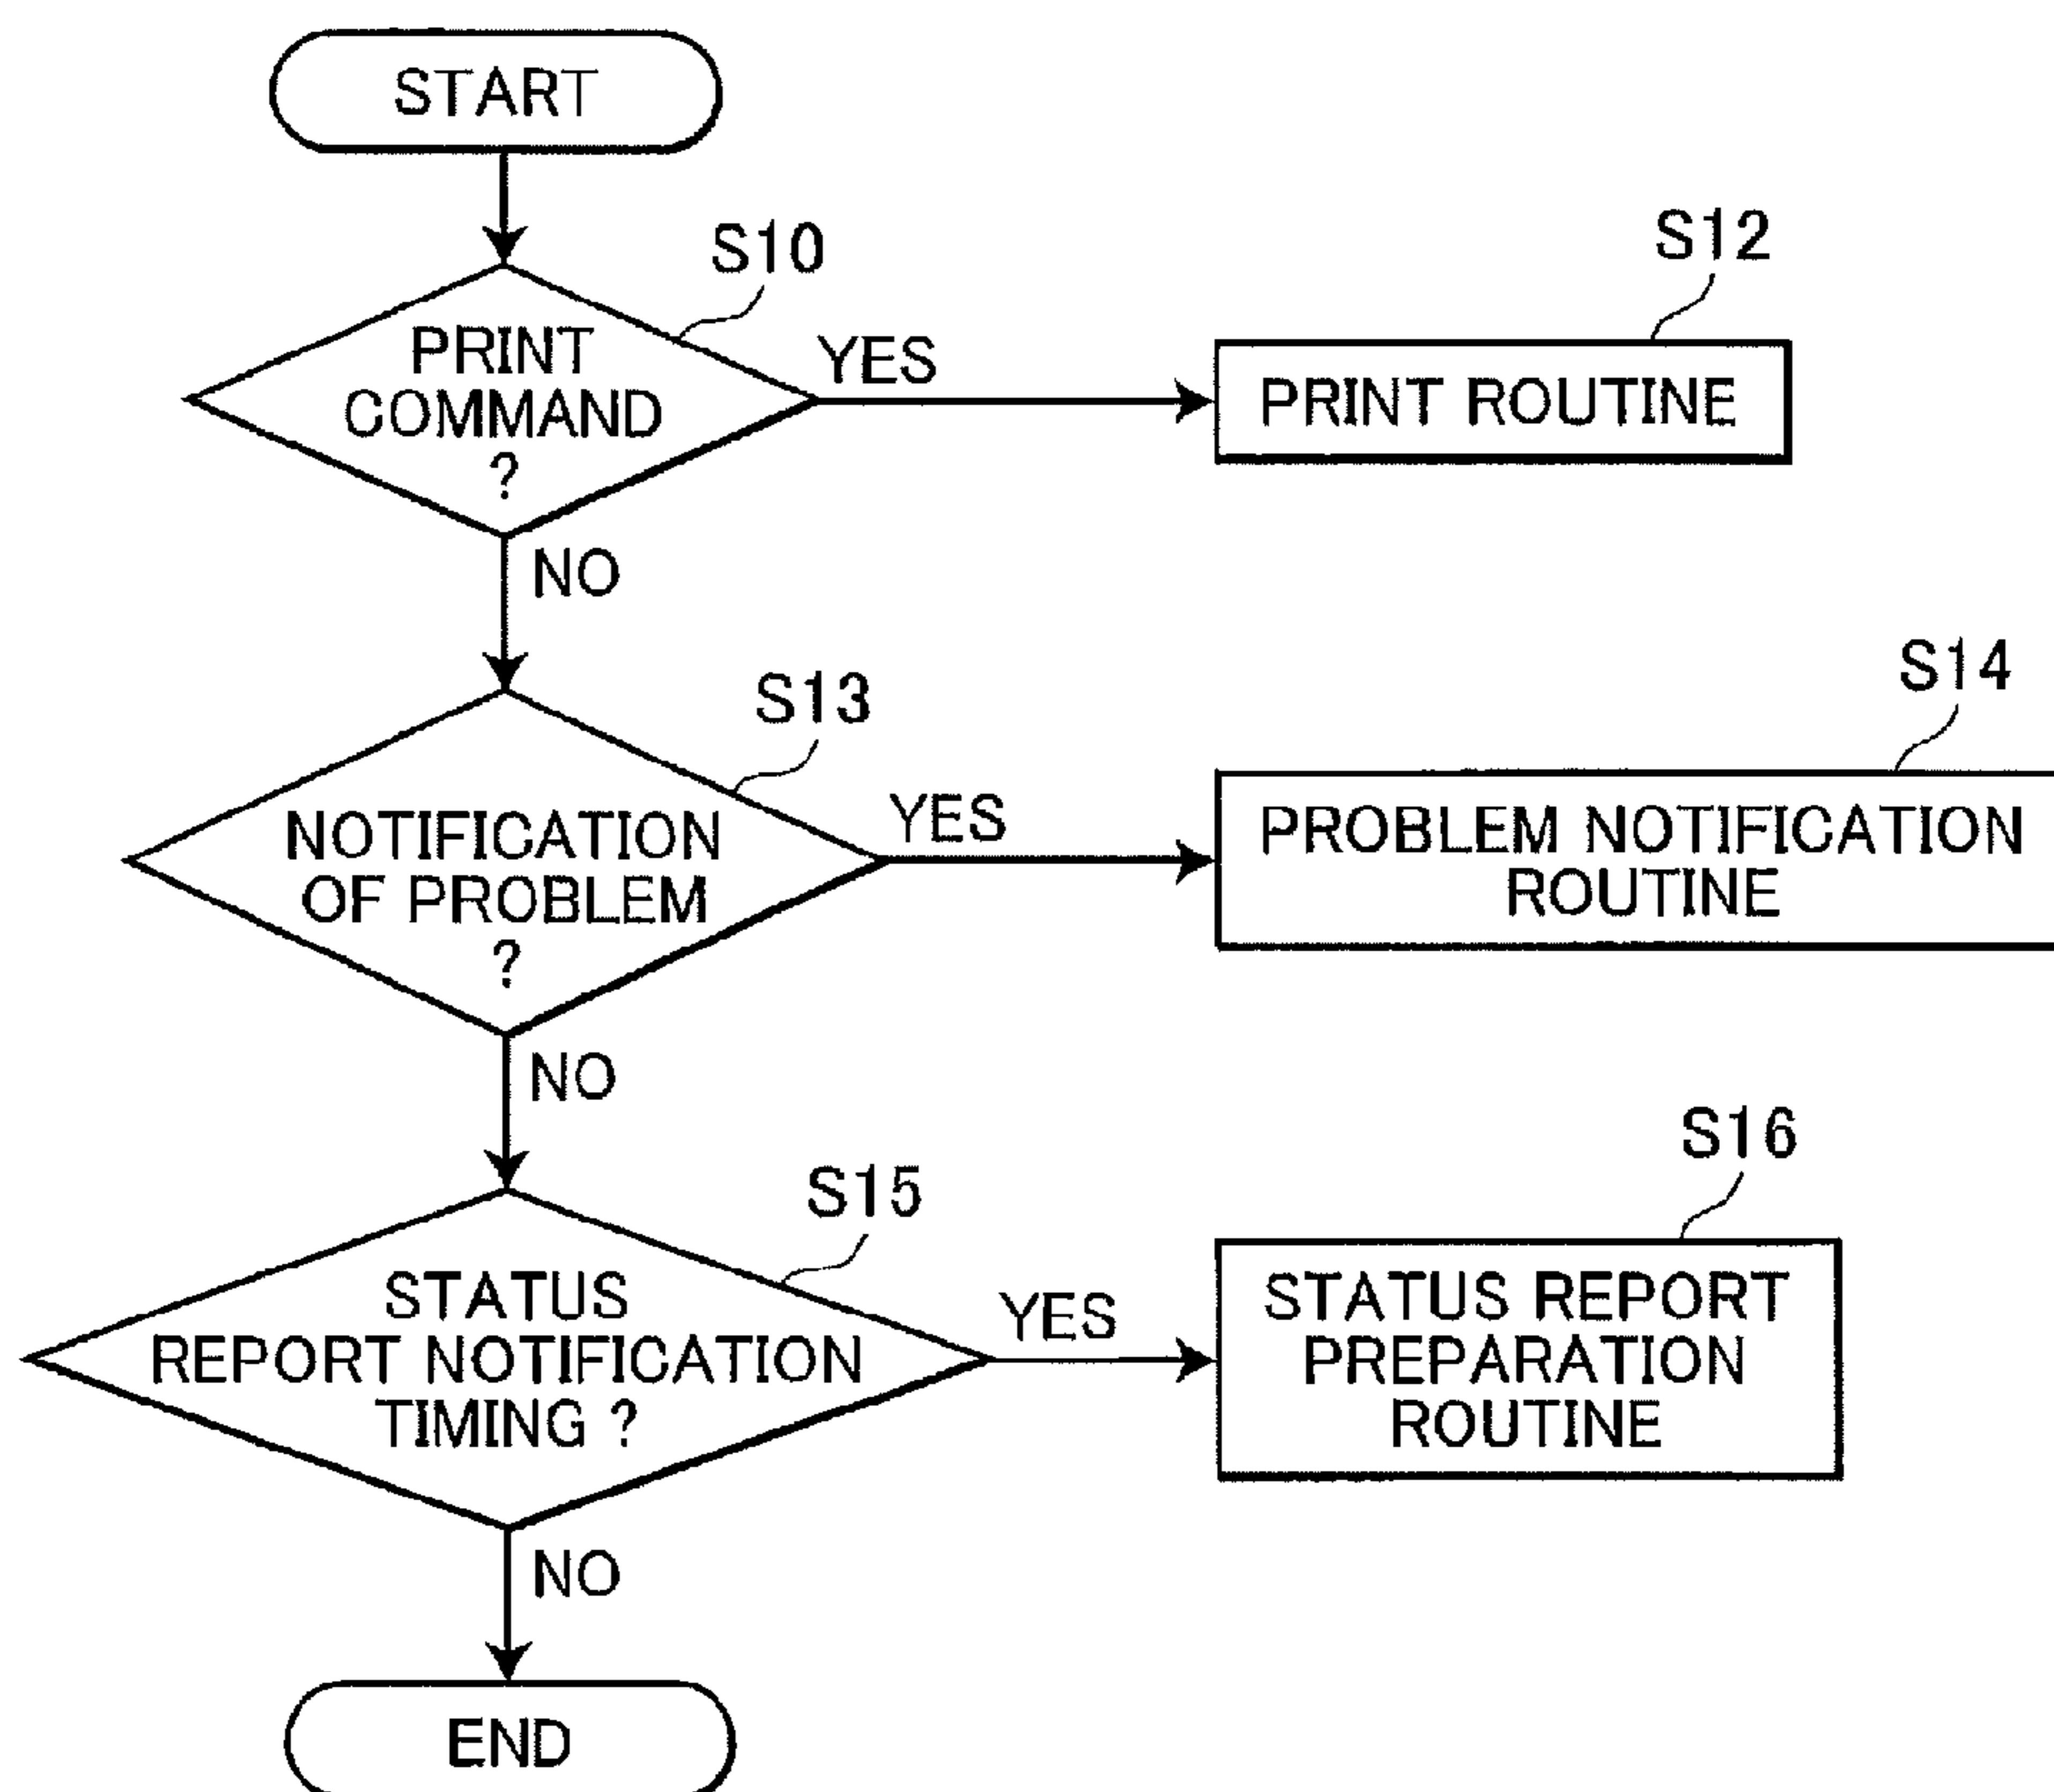 START
S10
PRINT
COMMAND
?
YES
S12
PRINT ROUTINE
NO
S13
NOTIFICATION
OF PROBLEM
?
YES
S14
PROBLEM NOTIFICATION
ROUTINE
NO
S15
STATUS
REPORT NOTIFICATION
TIMING ?
YES
S16
STATUS REPORT
PREPARATION
ROUTINE
NO
END